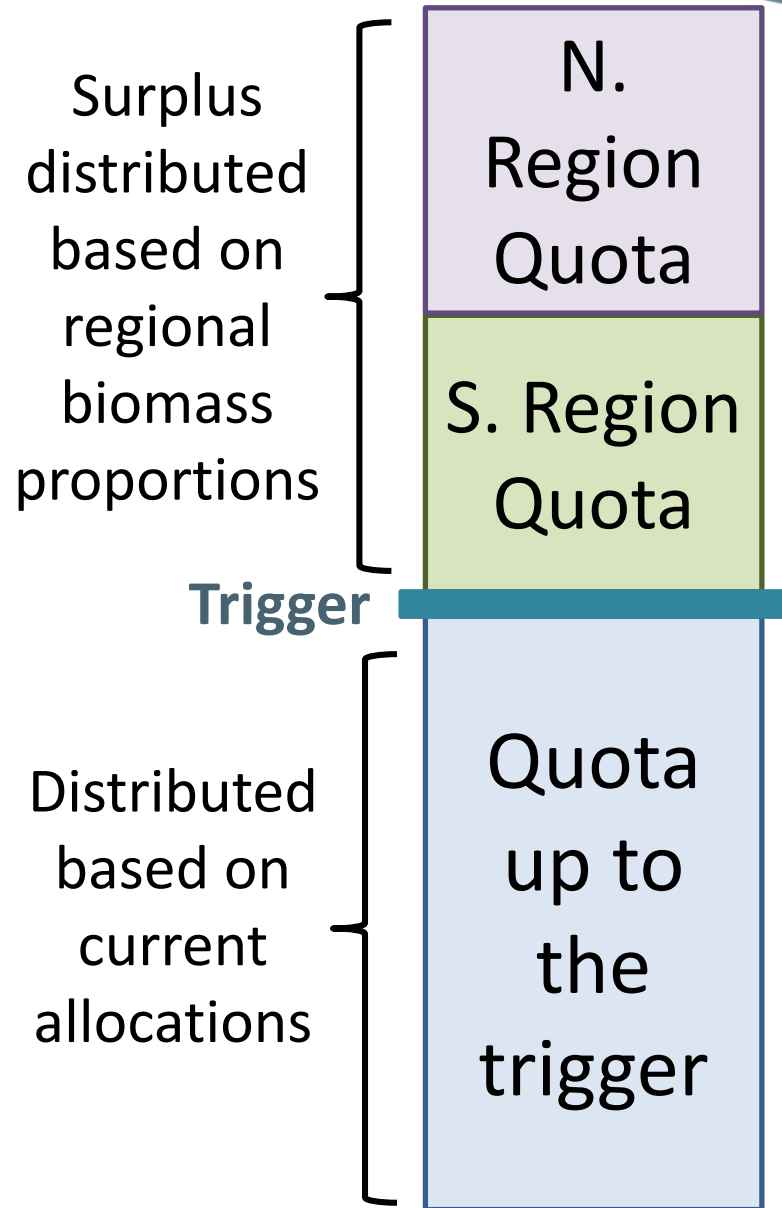 Surplus
distributed
based on
regional
biomass
proportions
N.
Region
Quota
S. Region
Quota
Trigger
Distributed
based on
current
allocations
Quota
up to
the
trigger